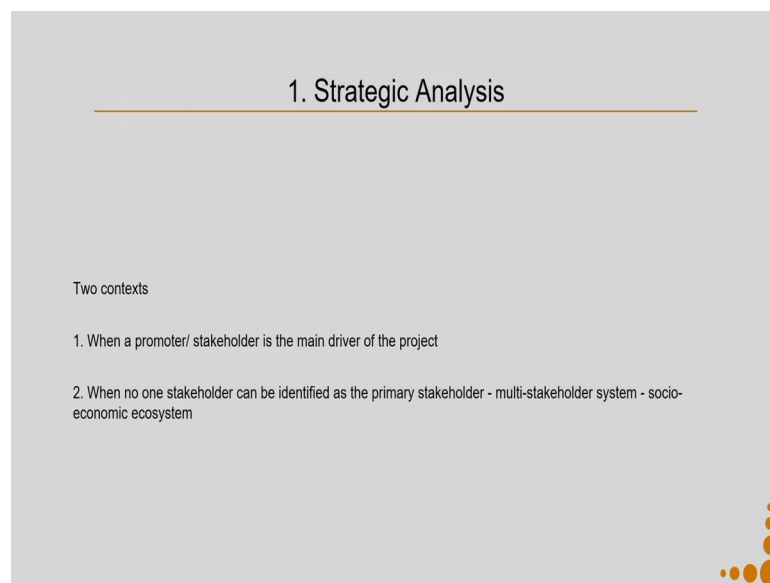 1. Strategic Analysis
Two contexts
1. When a promoter/ stakeholder is the main driver of the project
2. When no one stakeholder can be identified as the primary stakeholder - multi-stakeholder system - socio-
economic ecosystem